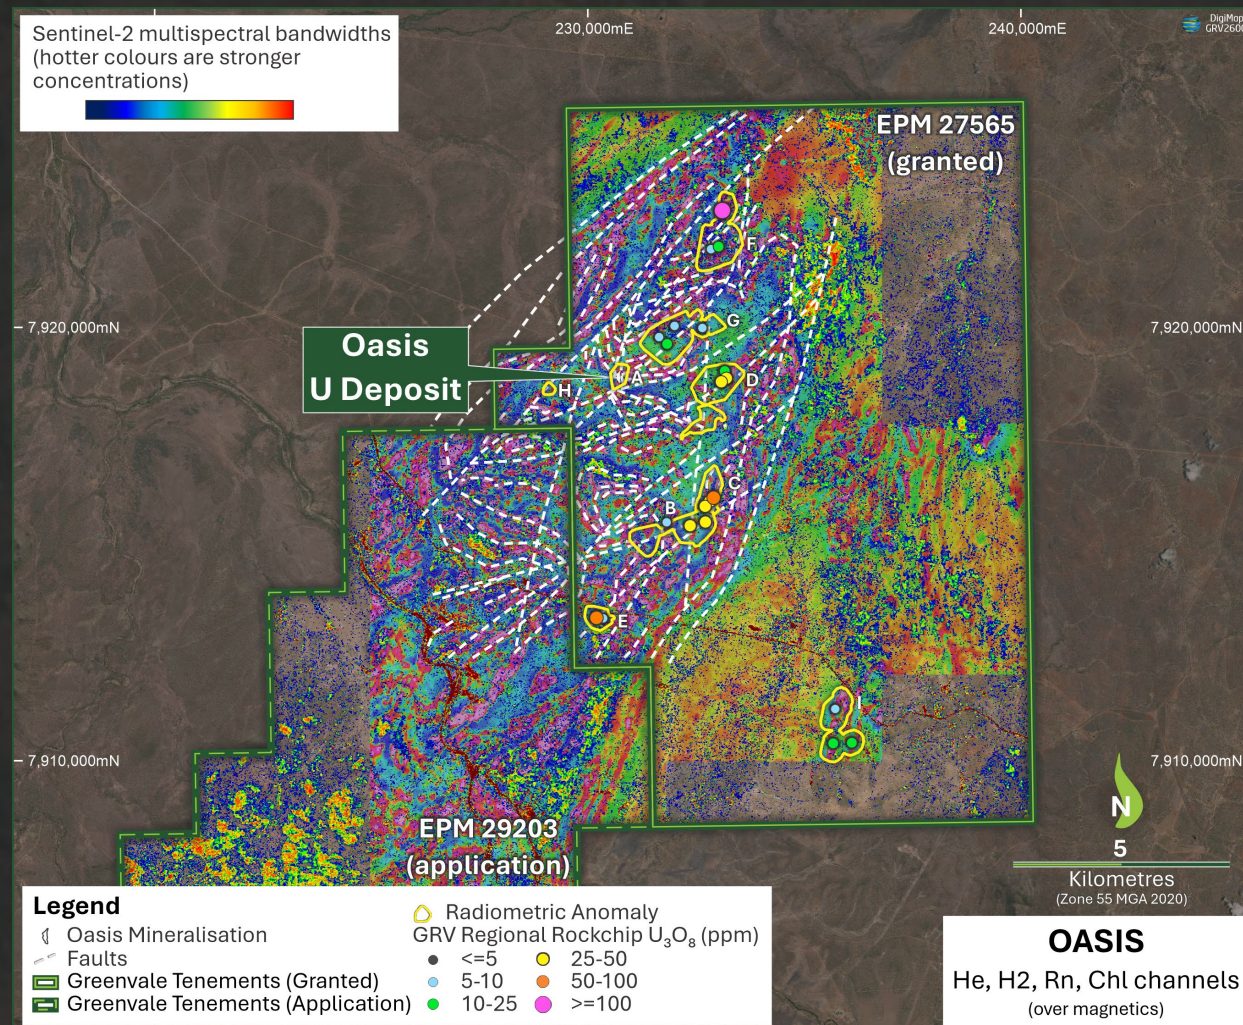 Sentinel-2 multispectral bandwidths
(hotter colours are stronger
concentrations)
230,000mE
240,000mE
DigiMap
GRV2600
EPM 27565
(granted)
F
7,920,000mN
7,920,000mN
G
Oasis
U Deposit
A
H
D
C
B
E
I
7,910,000mN
7,910,000mN
N
5
Kilometres
(Zone 55 MGA 2020)
EPM 29203
(application)
Legend
Oasis Mineralisation
Faults
Greenvale Tenements (Granted)
Greenvale Tenements (Application)
Radiometric Anomaly
GRV Regional Rockchip U₃O₈ (ppm)
<=5
5-10
10-25
25-50
50-100
>=100
OASIS
He, H2, Rn, Chl channels
(over magnetics)